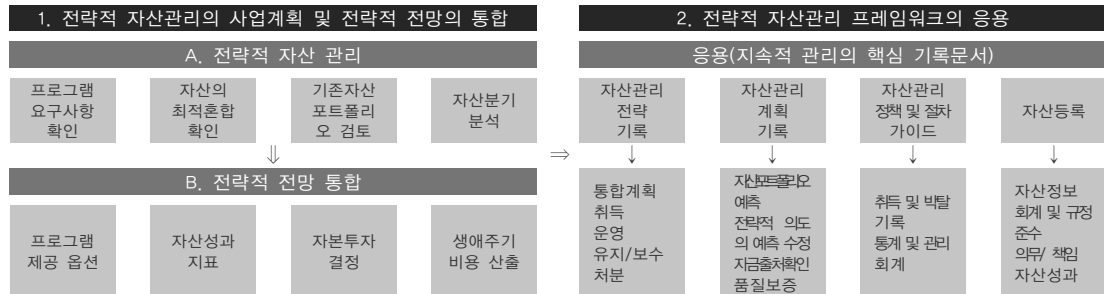 1. 전략적 자산관리의 사업계획 및 전략적 전망의 통합
A. 전략적 자산 관리
프로그램
요구사항
확인
자산의
최적혼합
확인
기존자산
포트폴리
오 검토
자산분기
분석
⇓
B. 전략적 전망 통합
프로그램
제공 옵션
자산성과
지표
자본투자
결정
생애주기
비용 산출
⇒
2. 전략적 자산관리 프레임워크의 응용
응용(지속적 관리의 핵심 기록문서)
자산관리
전략
기록
자산관리
계획
기록
자산관리
정책 및 절차
가이드
자산등록
↓ ↓ ↓ ↓
통합계획
취득
운영
유지/보수
처분
자산포트폴리오
예측
전략적 의도
의 예측 수정
자금출처확인
품질보증
취득 및 박탈
기록
통계 및 관리
회계
자산정보
회계 및 규정
준수
의무/ 책임
자산성과